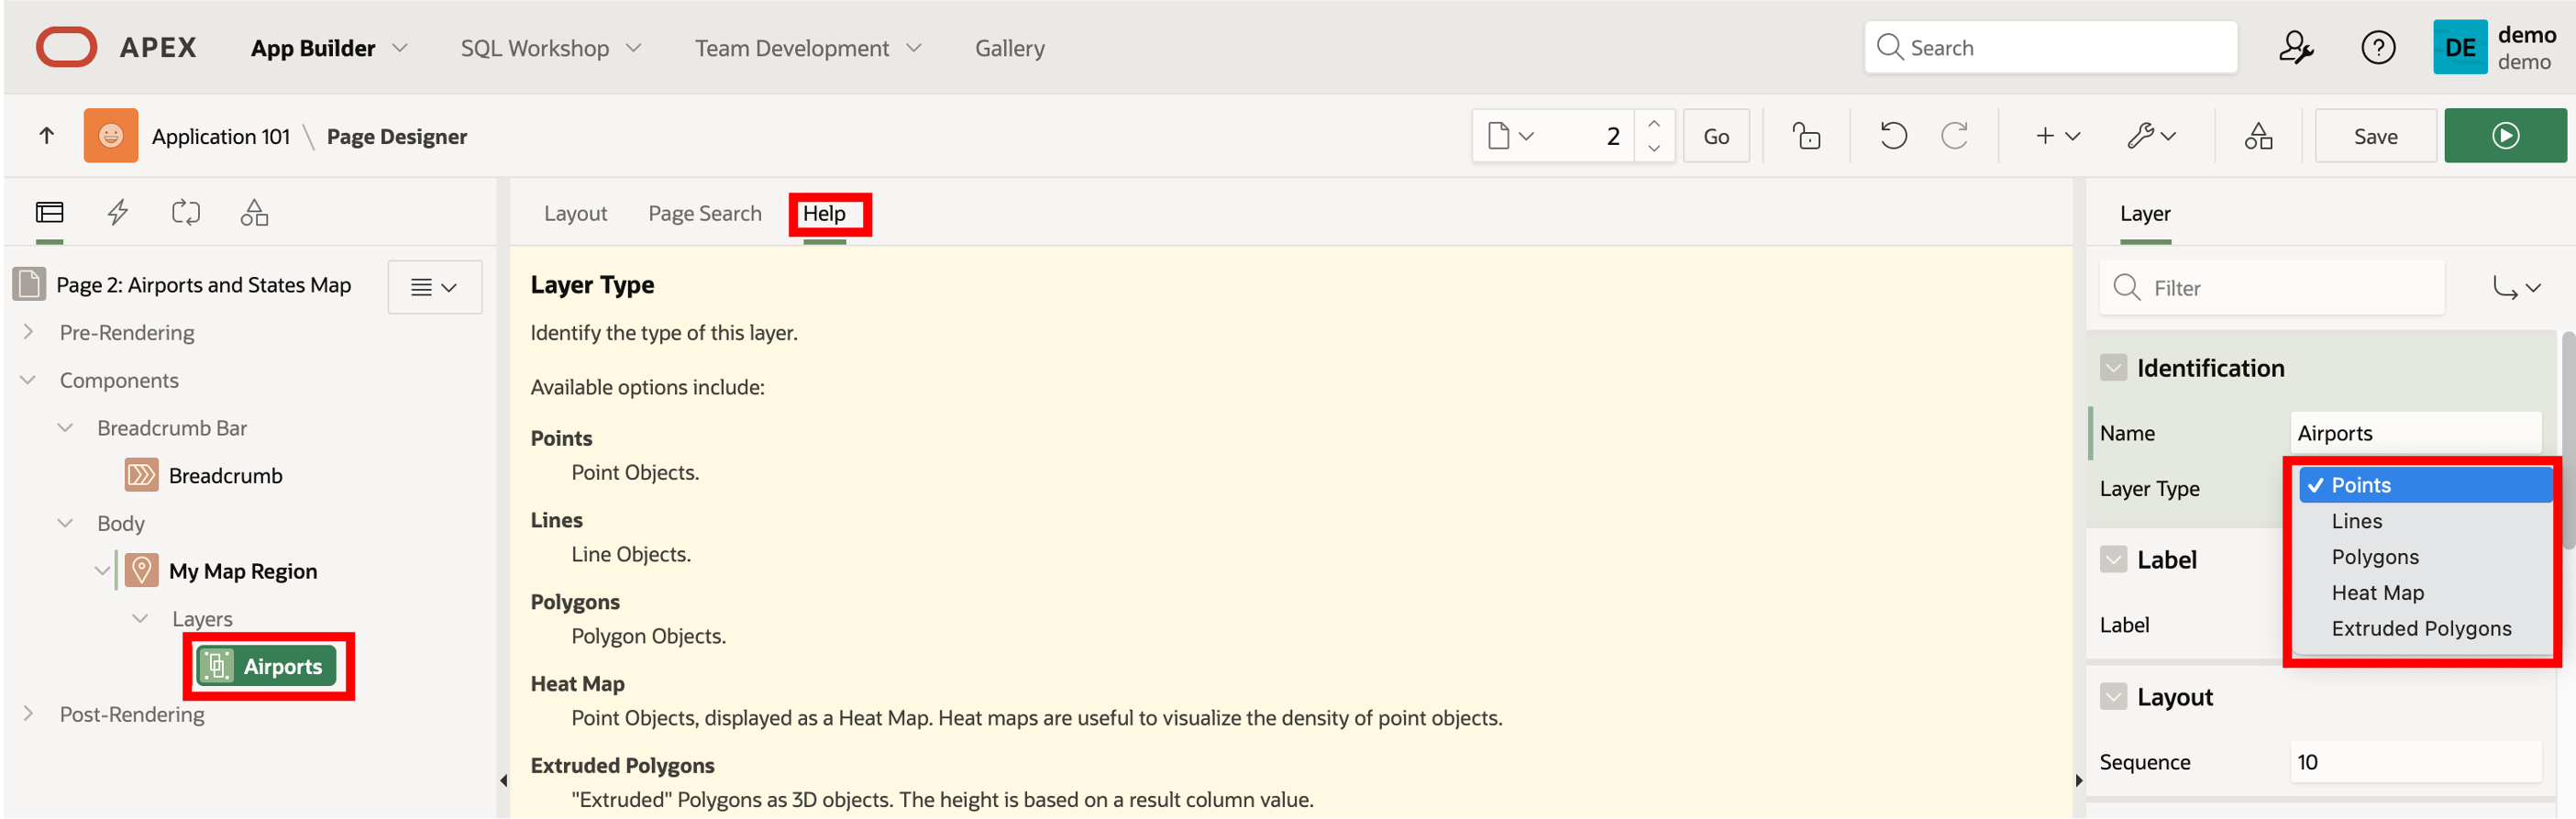 APEX App Builder SQL Workshop Team Development Gallery Search DE demo
demo
Application 101 \ Page Designer 2 Go Save
Layout Page Search Help Layer
Page 2: Airports and States Map
Pre-Rendering
Components
Breadcrumb Bar
Breadcrumb
Body
My Map Region
Layers
Airports
Post-Rendering
Layer Type
Identify the type of this layer.
Available options include:
Points
Point Objects.
Lines
Line Objects.
Polygons
Polygon Objects.
Heat Map
Point Objects, displayed as a Heat Map. Heat maps are useful to visualize the density of point objects.
Extruded Polygons
"Extruded" Polygons as 3D objects. The height is based on a result column value.
Filter
Identification
Name Airports
Layer Type ✓ Points
Lines
Polygons
Heat Map
Extruded Polygons
Label
Label
Layout
Sequence 10